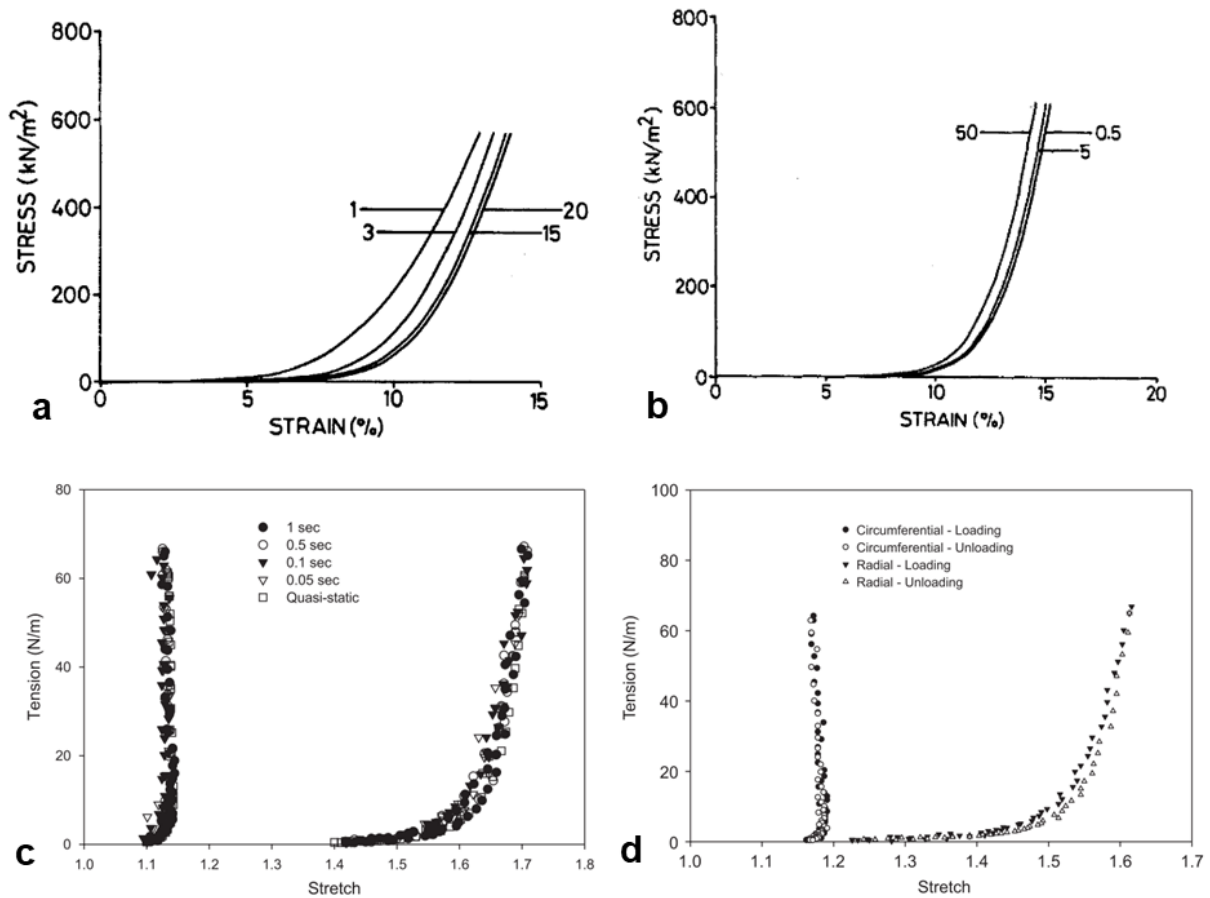 800
600
400
200
0
STRESS (kN/m²)
1
3
20
15
0
5
10
15
STRAIN (%)
a
800
600
400
200
0
STRESS (kN/m²)
50
0.5
5
0
5
10
15
20
STRAIN (%)
b
80
60
40
20
0
Tension (N/m)
1 sec
0.5 sec
0.1 sec
0.05 sec
Quasi-static
1.0
1.1
1.2
1.3
1.4
1.5
1.6
1.7
1.8
Stretch
c
100
80
60
40
20
0
Tension (N/m)
Circumferential - Loading
Circumferential - Unloading
Radial - Loading
Radial - Unloading
1.0
1.1
1.2
1.3
1.4
1.5
1.6
1.7
Stretch
d